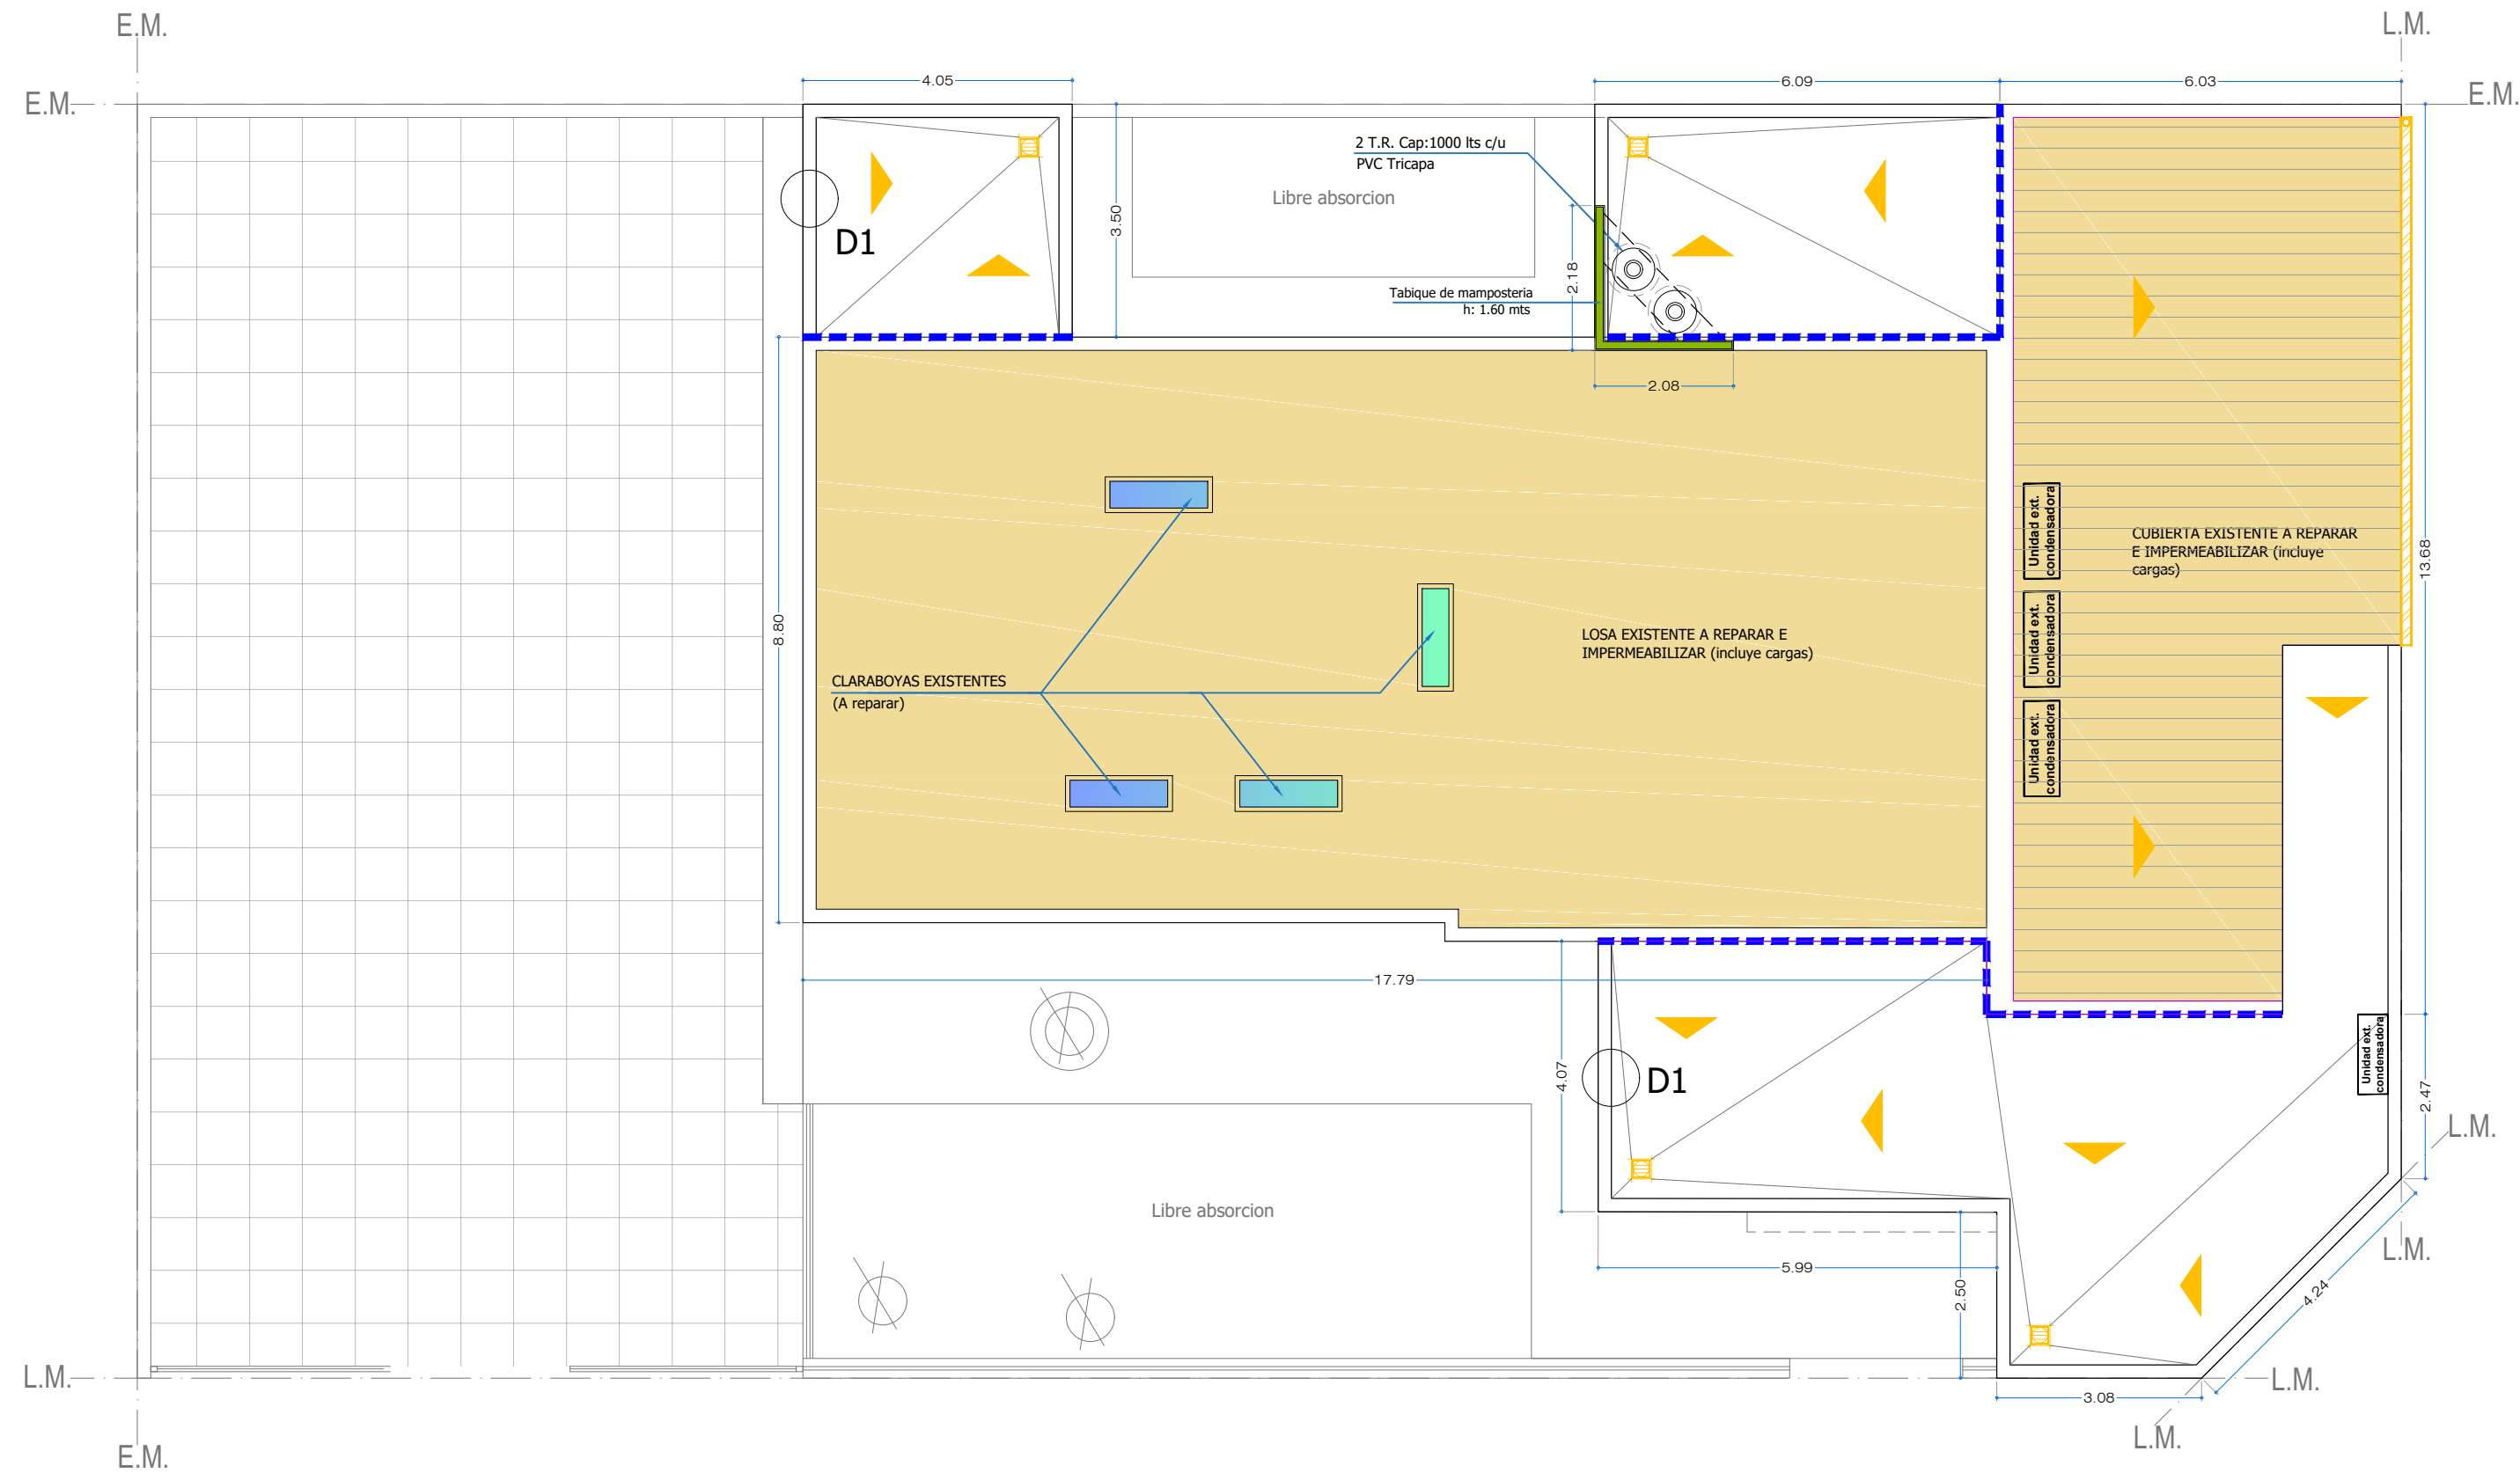 E.M.
L.M.
4.05
6.09
6.03
E.M.
E.M.
2 T.R. Cap:1000 lts c/u
PVC Tricapa
Libre absorcion
3.50
D1
2.18
Tabique de mamposteria
h: 1.60 mts
2.08
Unidad ext.
condensadora
CUBIERTA EXISTENTE A REPARAR
E IMPERMEABILIZAR (incluye
cargas)
13.68
8.80
LOSA EXISTENTE A REPARAR E
IMPERMEABILIZAR (incluye cargas)
Unidad ext.
condensadora
CLARABOYAS EXISTENTES
(A reparar)
Unidad ext.
condensadora
17.79
4.07
D1
Unidad ext.
condensadora
2.47
L.M.
Libre absorcion
L.M.
5.99
2.50
4.24
L.M.
L.M.
3.08
L.M.
E.M.